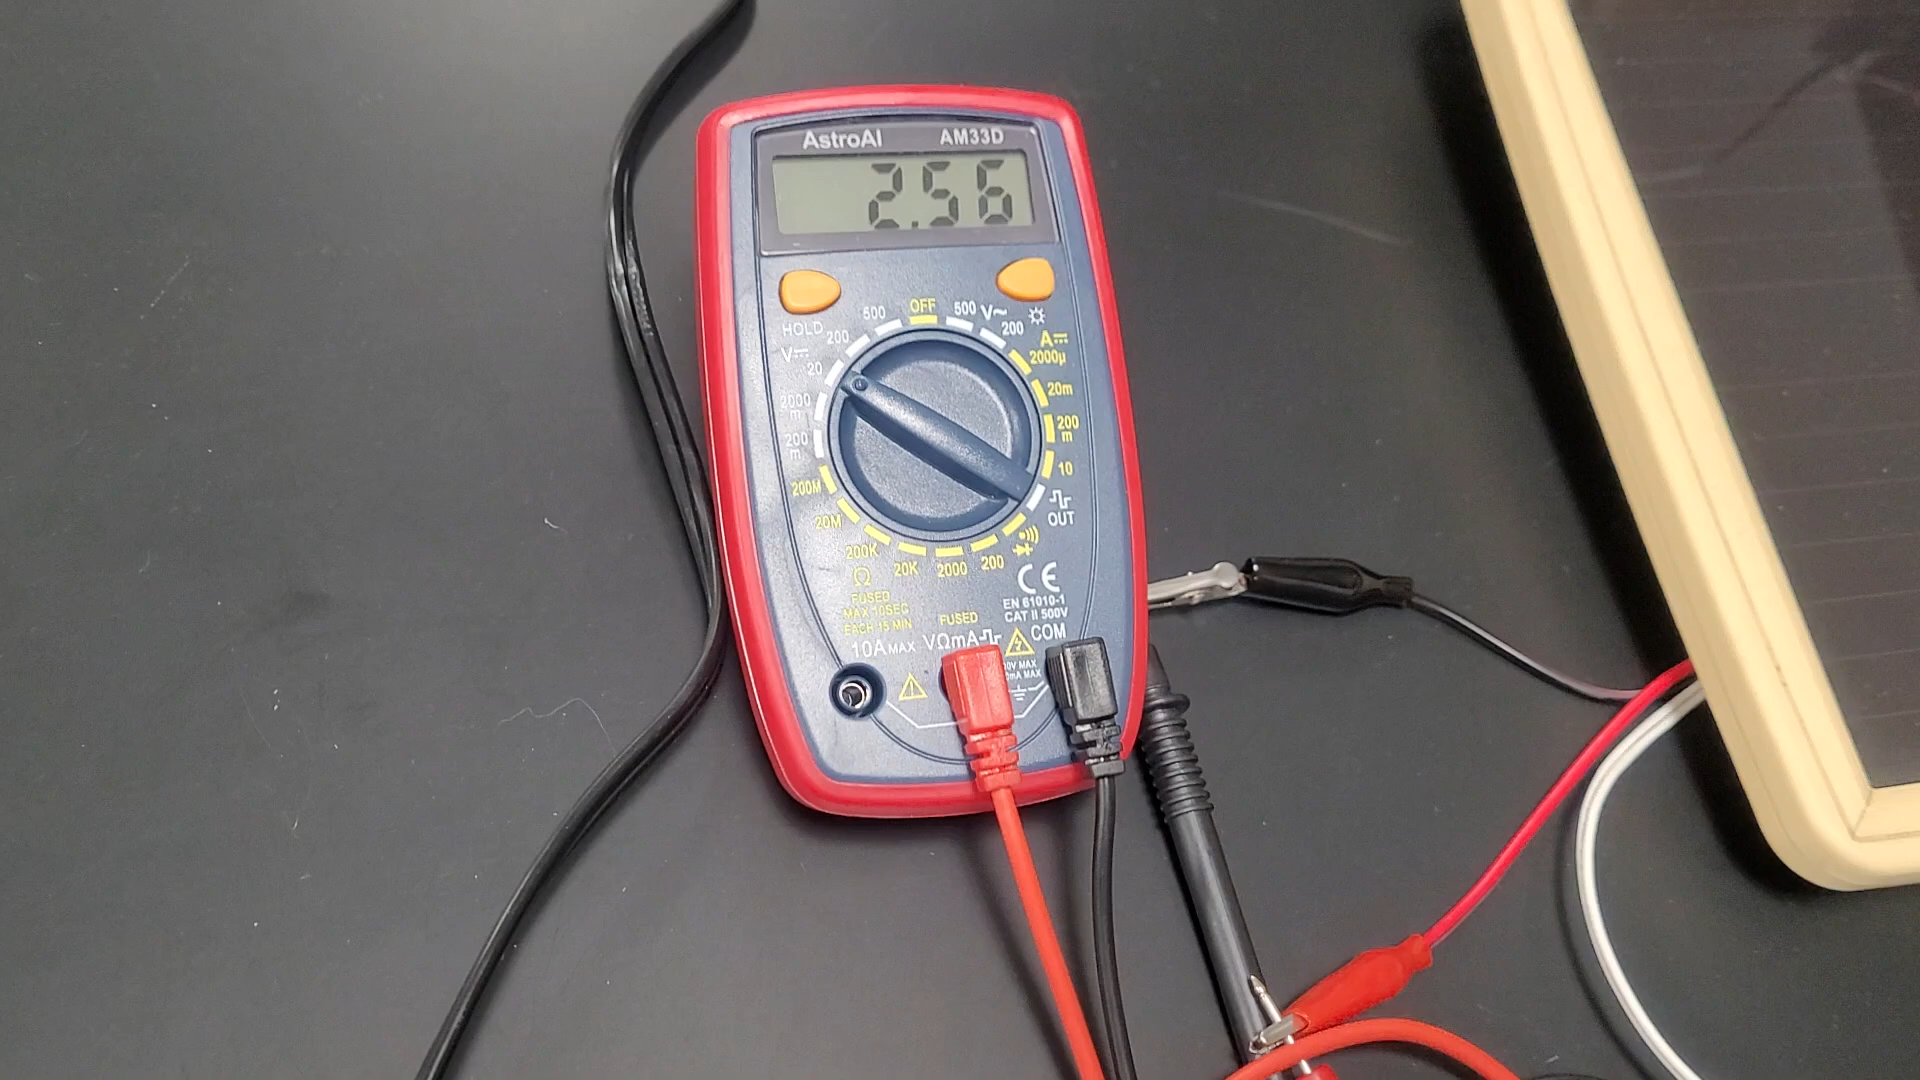 AstroAI AM33D
2.56
HOLD
OFF
500 V~
200
A⎓
2000µ
20m
200
m
10
OUT
200
2000
20K
200K
20M
200M
200
m
2000
m
20
V⎓
200
500
Ω
FUSED
MAX 10SEC
EACH 15 MIN
10A MAX
FUSED
VΩmA
CE
EN 61010-1
CAT II 500V
COM